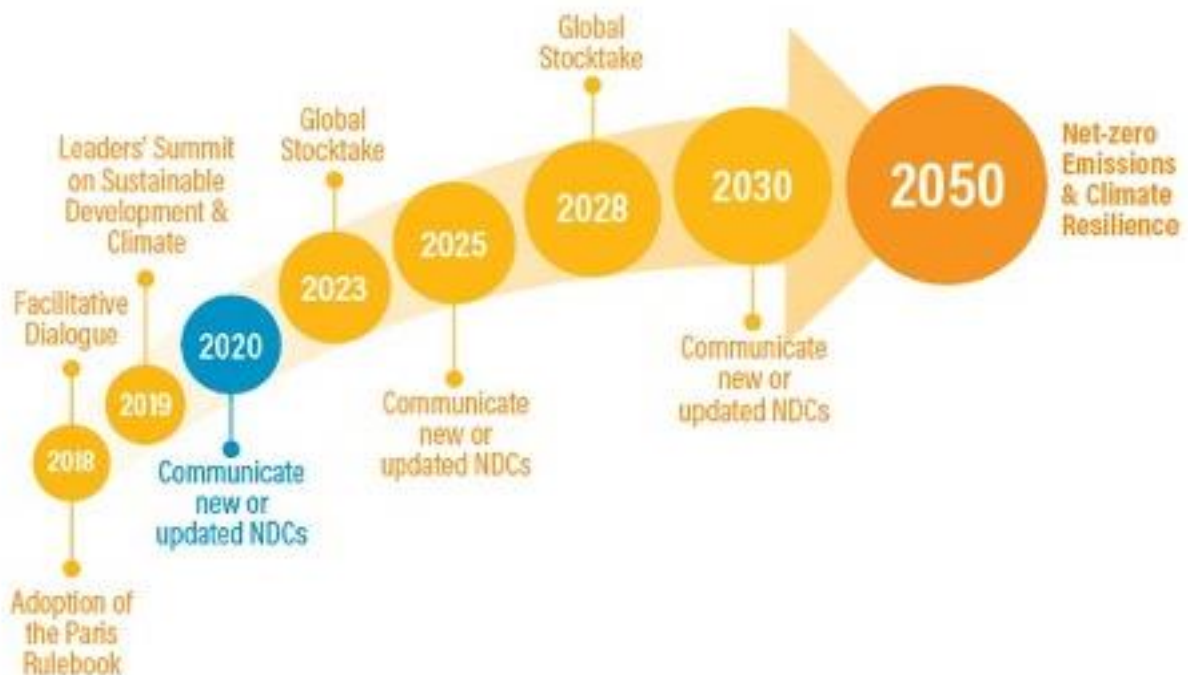 Facilitative
Dialogue
2018
Adoption of
the Paris
Rulebook
Leaders' Summit
on Sustainable
Development &
Climate
2019
2020
Communicate
new or
updated NDCs
Global
Stocktake
2023
2025
Communicate
new or
updated NDCs
Global
Stocktake
2028
2030
Communicate
new or
updated NDCs
2050
Net-zero
Emissions
& Climate
Resilience